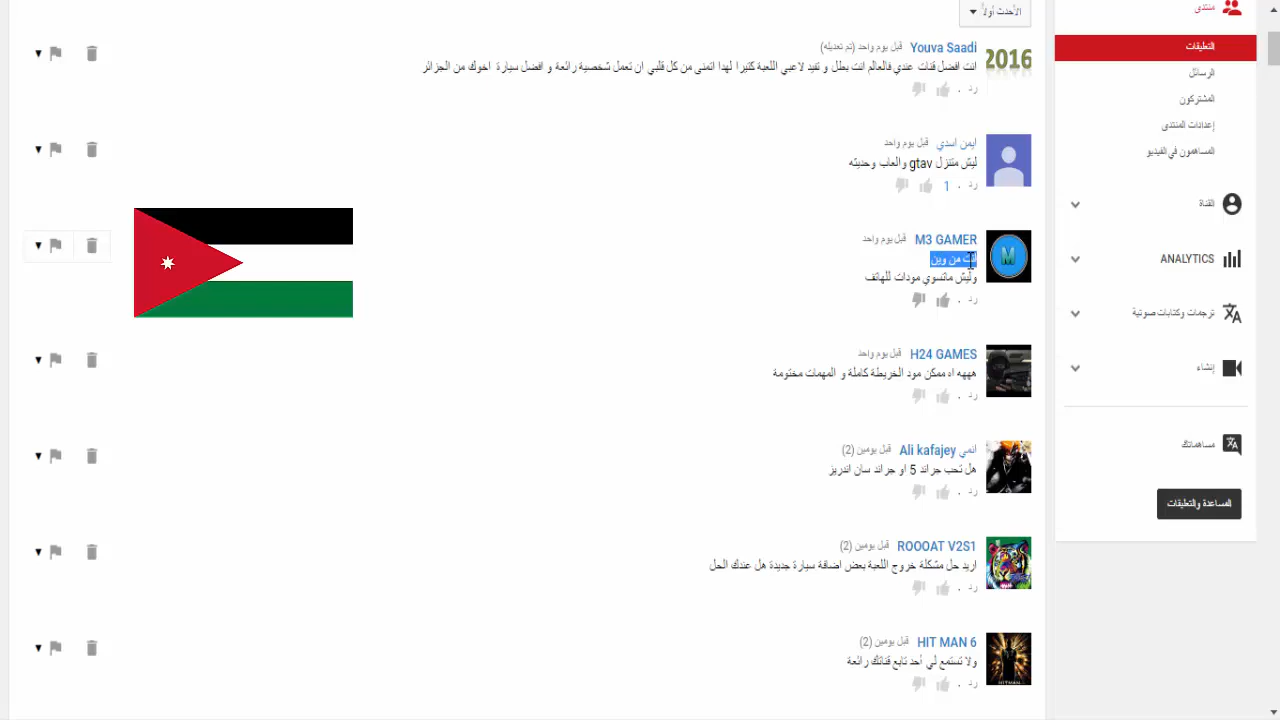 الأحدث أولاً
Youva Saadi قبل يوم واحد (تم تعديله)
انت افضل قنات عندي فالعالم انت بطل و تفيد لاعبي اللعبة كثيرا لهدا اتمنى من كل قلبي ان تعمل شخصية رائعة و افضل سيارة اخوك من الجزائر
رد
2016
ايمن اسدي قبل يوم واحد
ليش متنزل gtav والعاب وحديثه
رد 1
M3 GAMER قبل يوم واحد
انت من وين
وليش ماتسوي مودات للهاتف
رد
M
H24 GAMES قبل يوم واحد
هههه اه ممكن مود الخريطة كاملة و المهمات مختومة
رد
انمي Ali kafajey قبل يومين (2)
هل تحب جراند 5 او جراند سان اندريز
رد
ROOOAT V2S1 قبل يومين (2)
اريد حل مشكلة خروج اللعبة بعض اضافة سيارة جديدة هل عندك الحل
رد
HIT MAN 6 قبل يومين (2)
ولا تستمع لي أحد تابع قناتك رائعة
رد
HITMAN
منتدى
التعليقات
الرسائل
المشتركون
إعدادات المنتدى
المساهمون في الفيديو
القناة
ANALYTICS
ترجمات وكتابات صوتية
إنشاء
مساهماتك
المساعدة والتعليقات